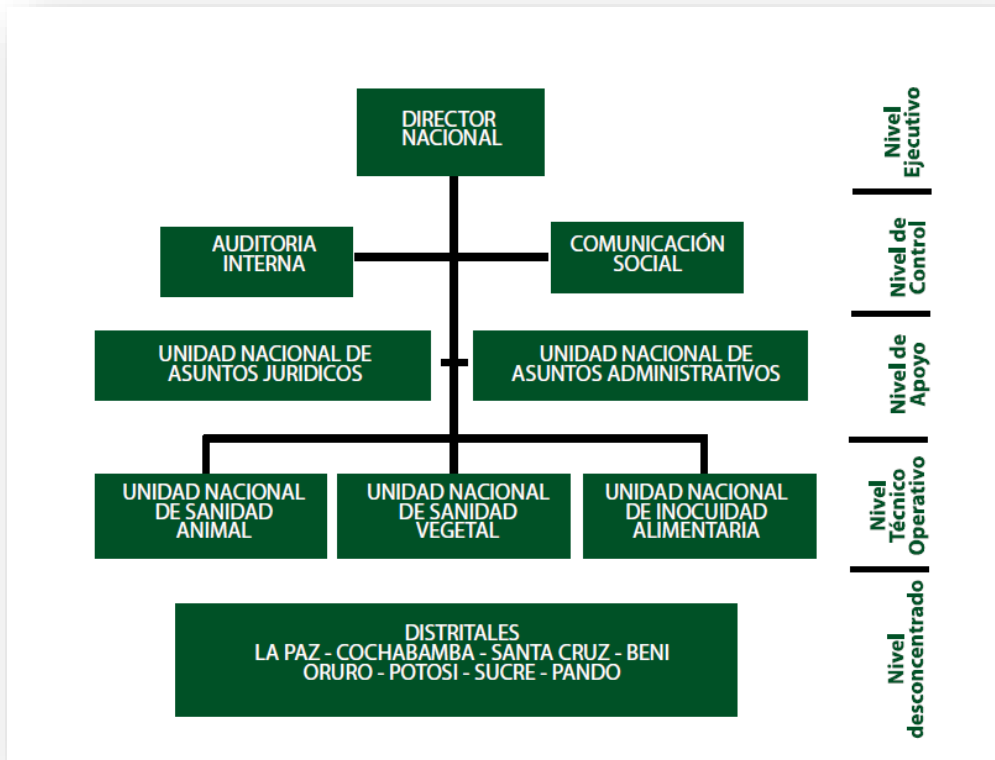 DIRECTOR
NACIONAL
Nivel
Ejecutivo
AUDITORIA
INTERNA
COMUNICACIÓN
SOCIAL
Nivel de
Control
UNIDAD NACIONAL DE
ASUNTOS JURIDICOS
UNIDAD NACIONAL DE
ASUNTOS ADMINISTRATIVOS
Nivel de
Apoyo
UNIDAD NACIONAL
DE SANIDAD
ANIMAL
UNIDAD NACIONAL
DE SANIDAD
VEGETAL
UNIDAD NACIONAL
DE INOCUIDAD
ALIMENTARIA
Nivel
Técnico
Operativo
DISTRITALES
LA PAZ - COCHABAMBA - SANTA CRUZ - BENI
ORURO - POTOSI - SUCRE - PANDO
Nivel
desconcentrado